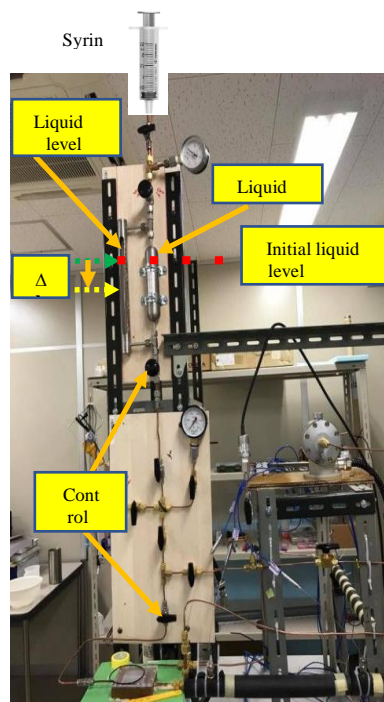 Syrin
Liquid
level
Liquid
Initial liquid
level
Δ
Cont
rol